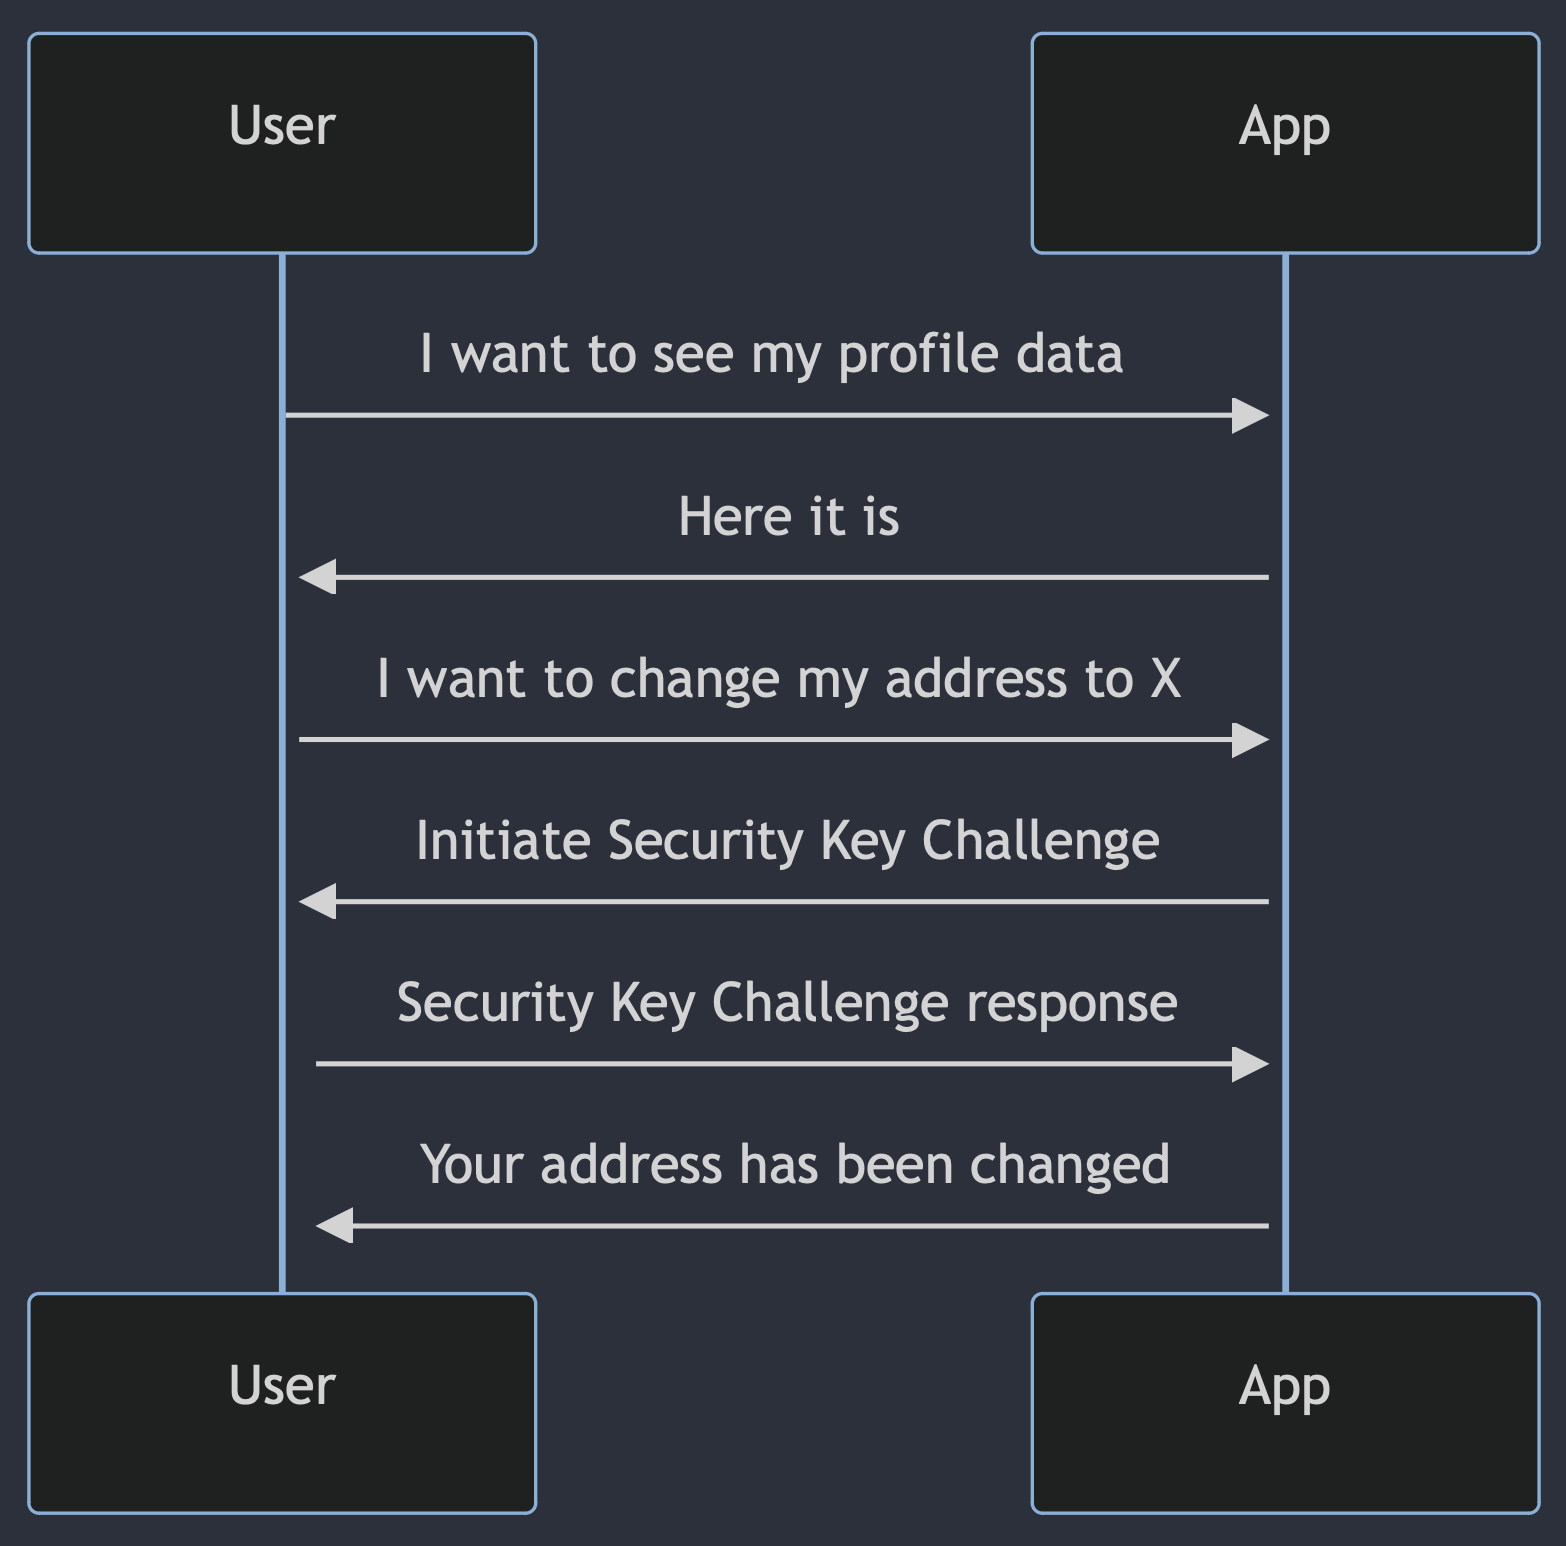 User
App
I want to see my profile data
Here it is
I want to change my address to X
Initiate Security Key Challenge
Security Key Challenge response
Your address has been changed
User
App